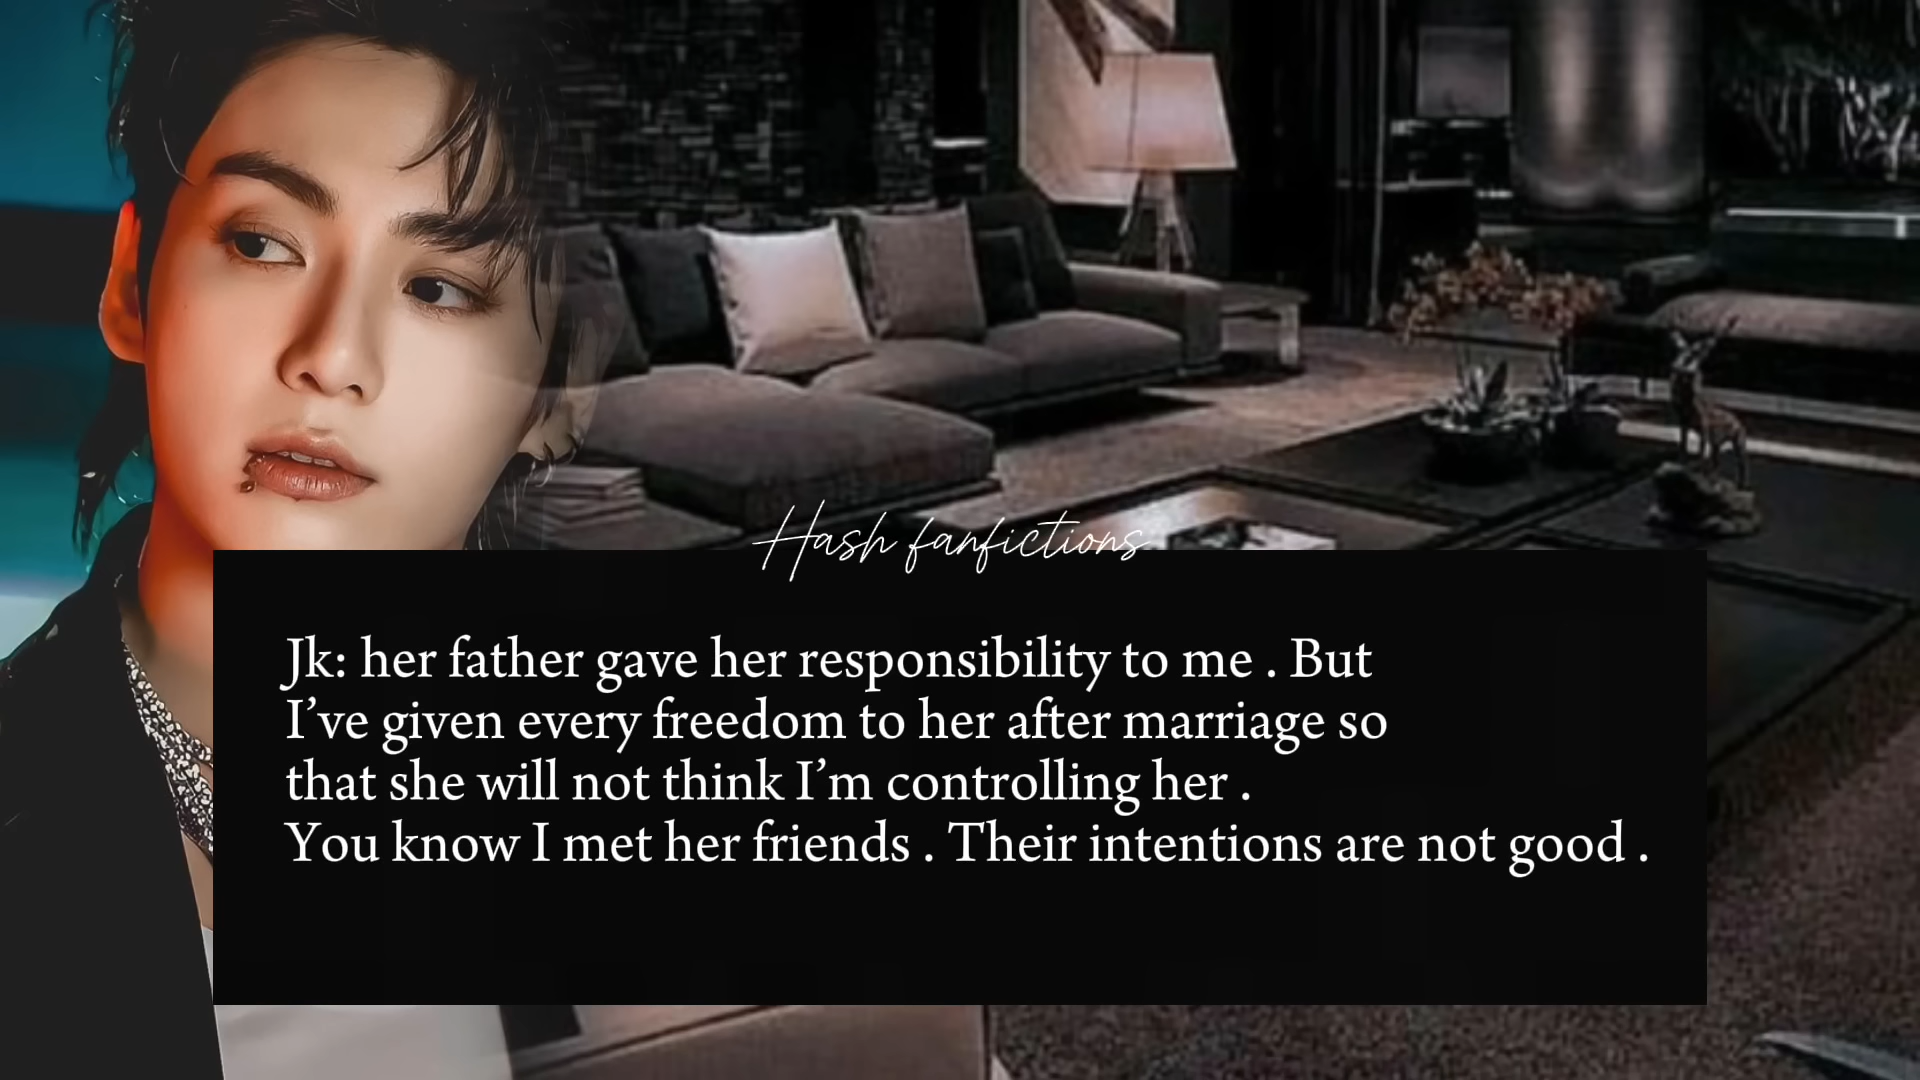 Hash fanfictions
Jk: her father gave her responsibility to me . But
I’ve given every freedom to her after marriage so
that she will not think I’m controlling her .
You know I met her friends . Their intentions are not good .